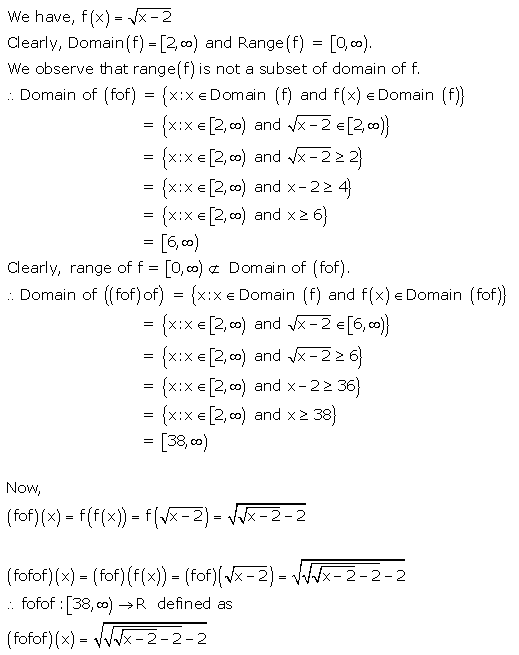 We have, f(x) = √(x−2)
Clearly, Domain(f) = [2,∞) and Range(f) = [0,∞).
We observe that range(f) is not a subset of domain of f.
∴ Domain of (fof) = {x:x∈Domain (f) and f(x)∈Domain (f)}
= {x:x∈[2,∞) and √(x−2) ∈[2,∞)}
= {x:x∈[2,∞) and √(x−2) ≥ 2}
= {x:x∈[2,∞) and x−2 ≥ 4}
= {x:x∈[2,∞) and x ≥ 6}
= [6,∞)
Clearly, range of f = [0,∞) ⊄ Domain of (fof).
∴ Domain of ((fof)of) = {x:x∈Domain (f) and f(x)∈Domain (fof)}
= {x:x∈[2,∞) and √(x−2) ∈[6,∞)}
= {x:x∈[2,∞) and √(x−2) ≥ 6}
= {x:x∈[2,∞) and x−2 ≥ 36}
= {x:x∈[2,∞) and x ≥ 38}
= [38,∞)
Now,
(fof)(x) = f(f(x)) = f(√(x−2)) = √(√(x−2)−2)
(fofof)(x) = (fof)(f(x)) = (fof)(√(x−2)) = √(√(√(x−2)−2)−2)
∴ fofof : [38,∞) → R defined as
(fofof)(x) = √(√(√(x−2)−2)−2)